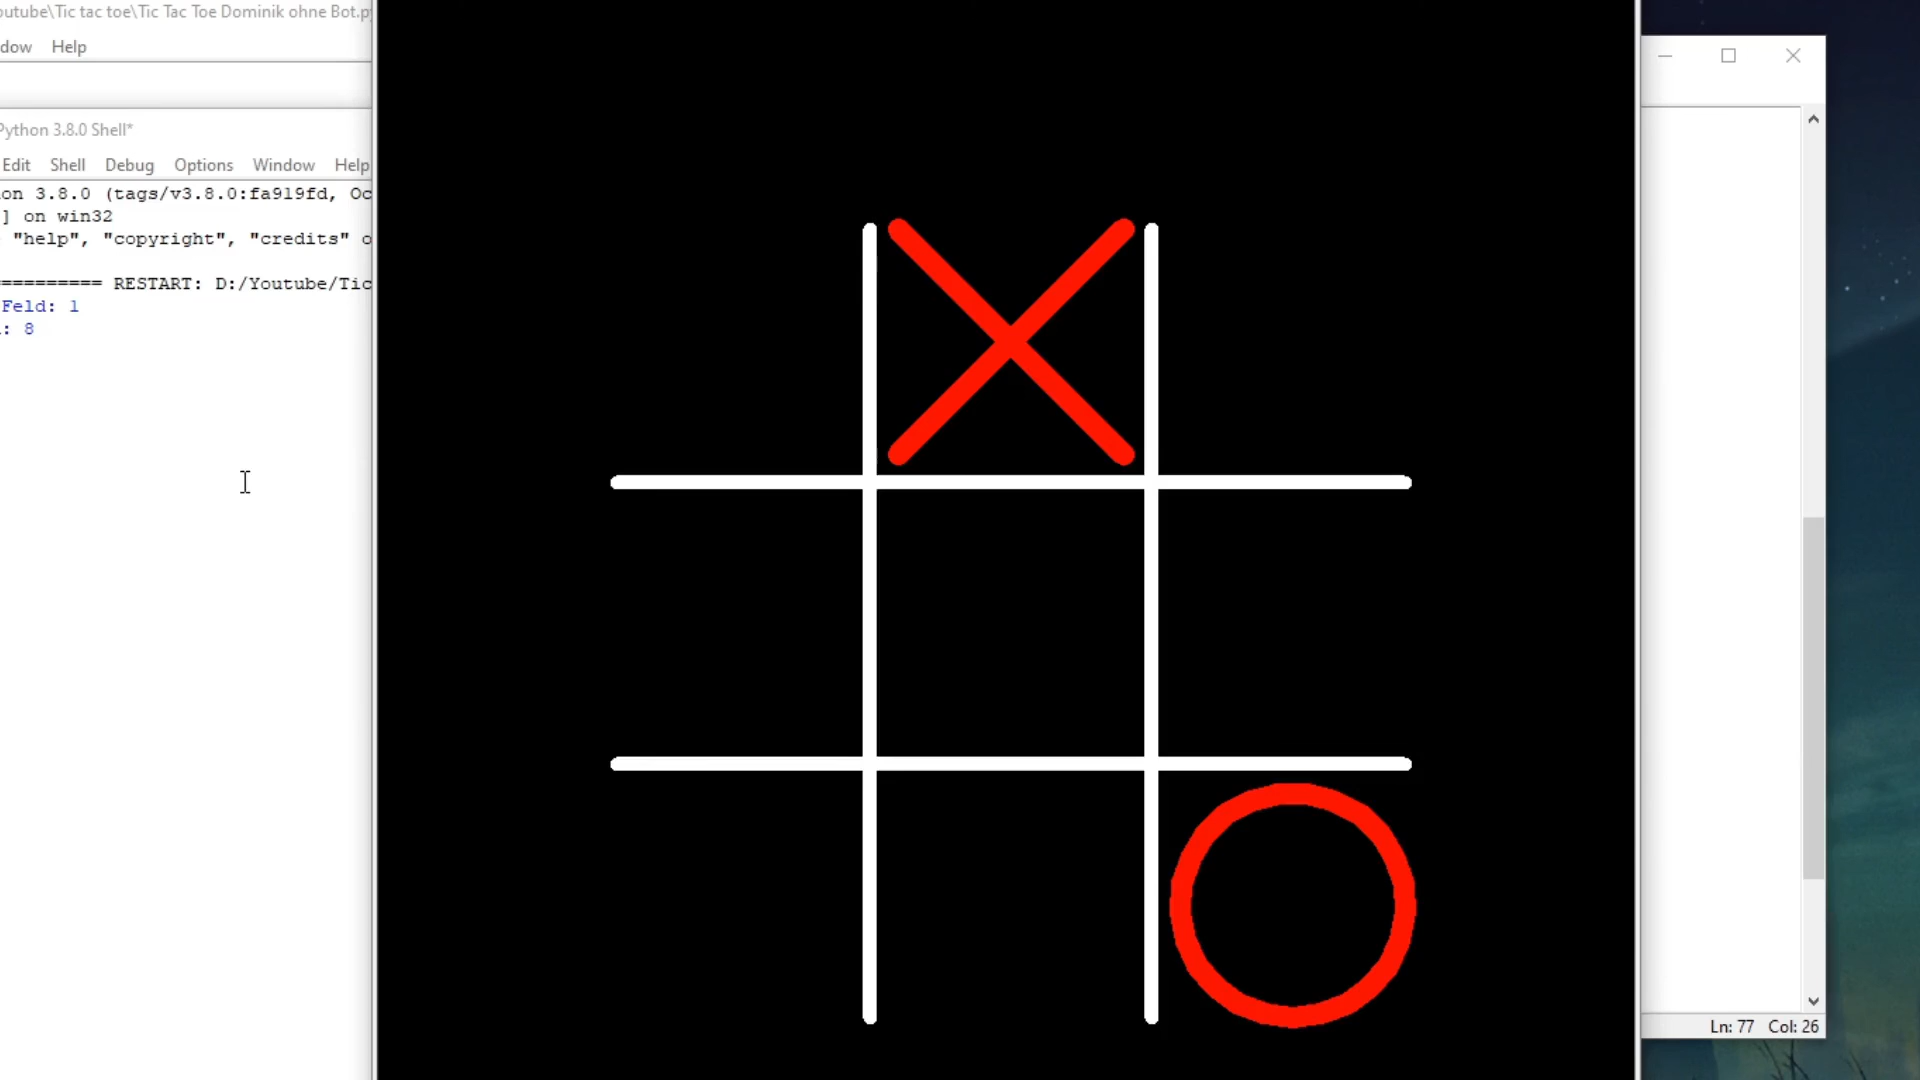 outube\Tic tac toe\Tic Tac Toe Dominik ohne Bot.p
dow Help
Python 3.8.0 Shell*
Edit Shell Debug Options Window Help
on 3.8.0 (tags/v3.8.0:fa919fd, Oc
] on win32
"help", "copyright", "credits" o
========= RESTART: D:/Youtube/Tic
Feld: 1
: 8
Ln: 77 Col: 26